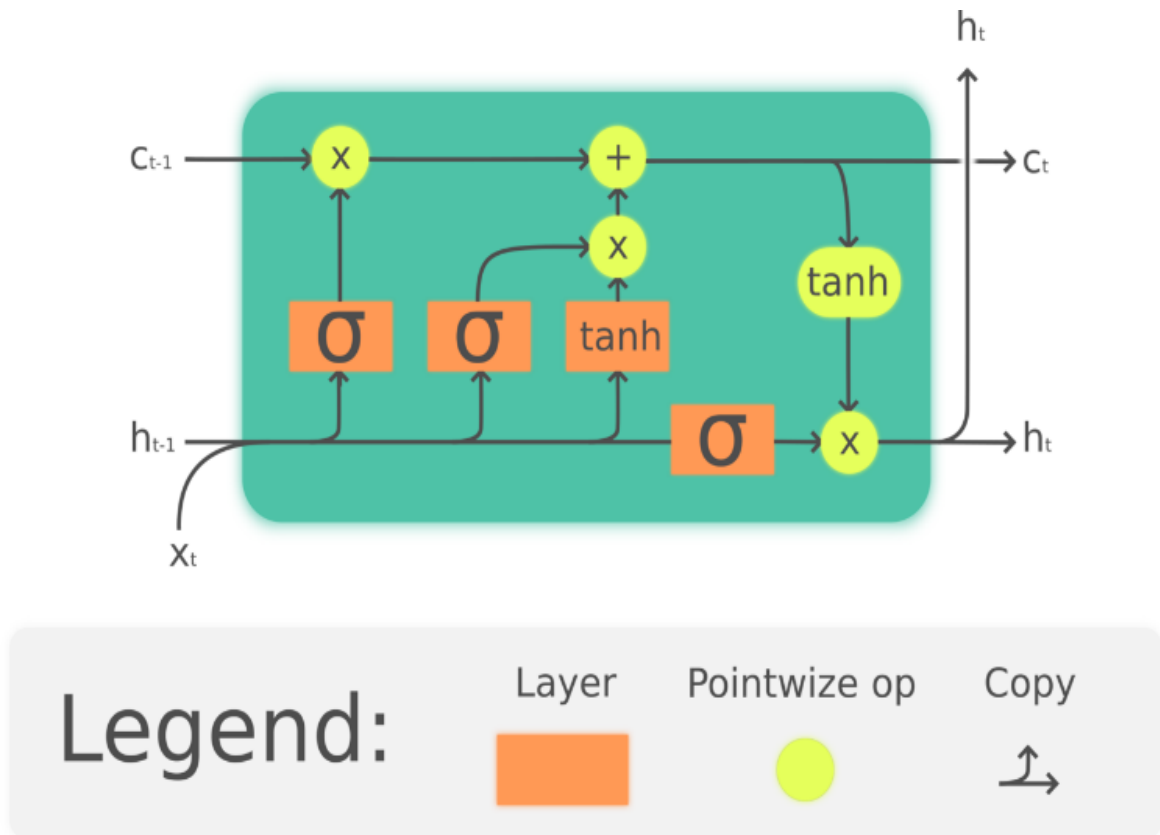 ht
ct-1 x + ct
x
tanh
σ σ tanh
ht-1 σ x ht
xt
Layer Pointwize op Copy
Legend: